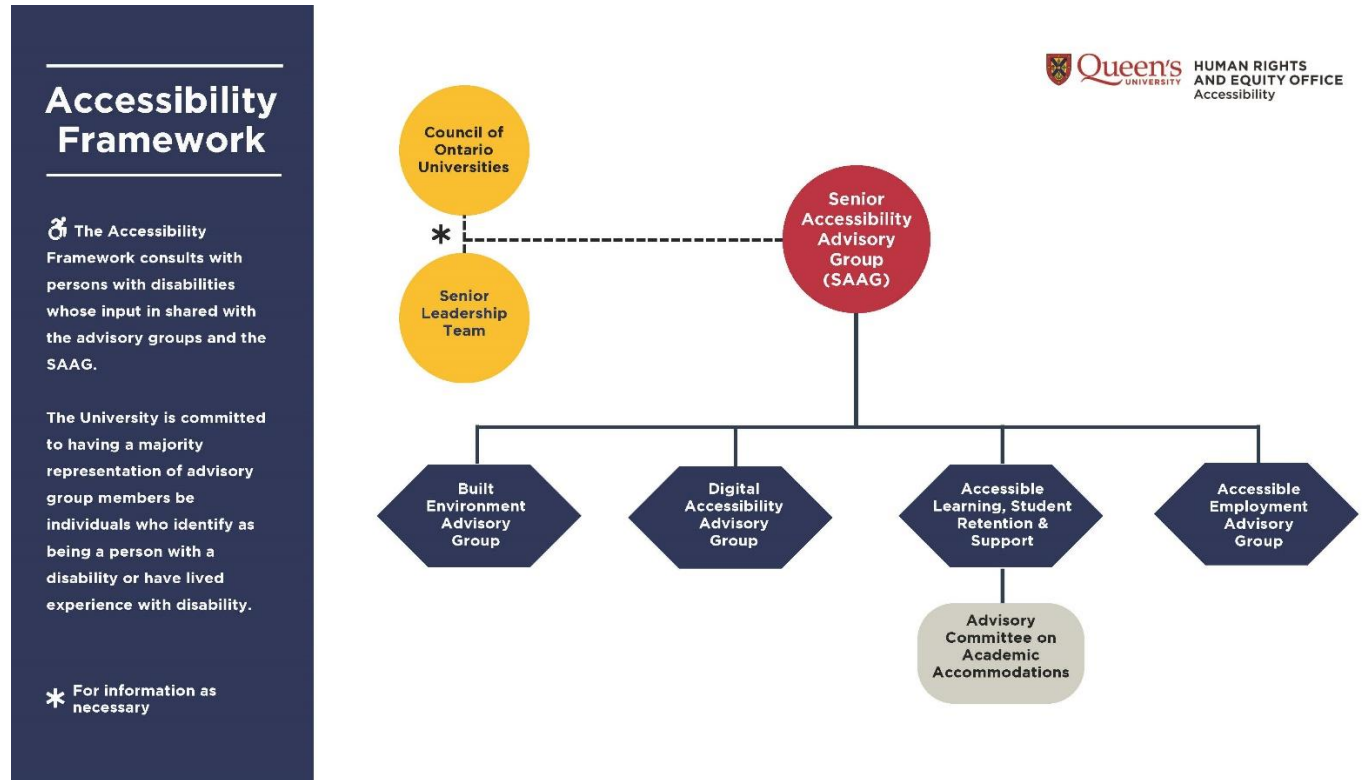 Accessibility
Framework
The Accessibility
Framework consults with
persons with disabilities
whose input in shared with
the advisory groups and the
SAAG.
The University is committed
to having a majority
representation of advisory
group members be
individuals who identify as
being a person with a
disability or have lived
experience with disability.
* For information as
necessary
Queen's
UNIVERSITY
HUMAN RIGHTS
AND EQUITY OFFICE
Accessibility
Council of
Ontario
Universities
*
Senior
Leadership
Team
Senior
Accessibility
Advisory
Group
(SAAG)
Built
Environment
Advisory
Group
Digital
Accessibility
Advisory
Group
Accessible
Learning, Student
Retention &
Support
Accessible
Employment
Advisory
Group
Advisory
Committee on
Academic
Accommodations